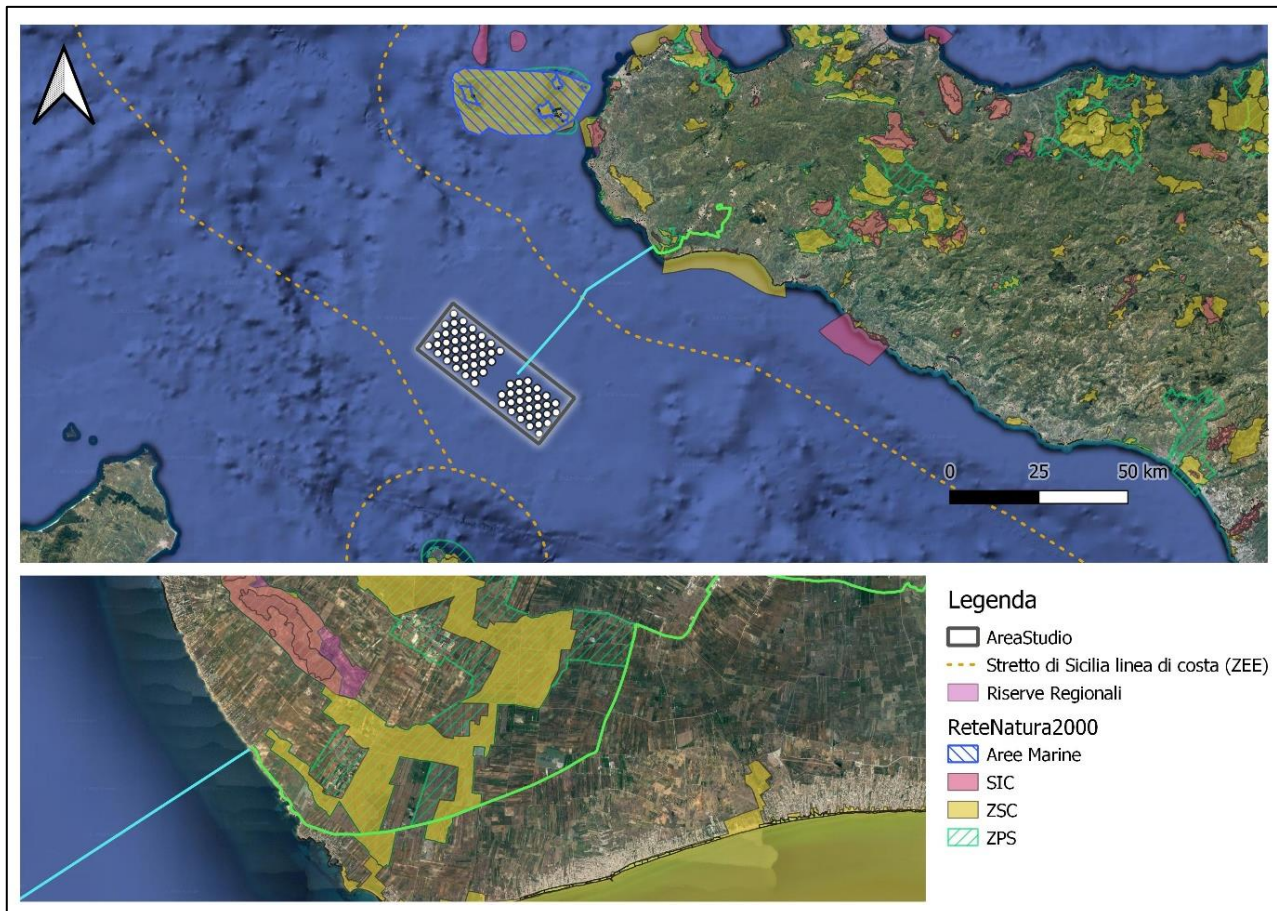 0 25 50 km
Legenda
AreaStudio
Stretto di Sicilia linea di costa (ZEE)
Riserve Regionali
ReteNatura2000
Aree Marine
SIC
ZSC
ZPS